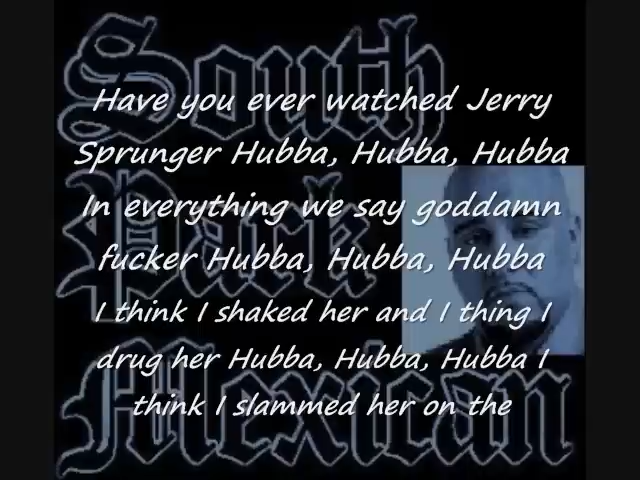 South
Park
Mexican
Have you ever watched Jerry
Sprunger Hubba, Hubba, Hubba
In everything we say goddamn
fucker Hubba, Hubba, Hubba
I think I shaked her and I thing I
drug her Hubba, Hubba, Hubba I
think I slammed her on the